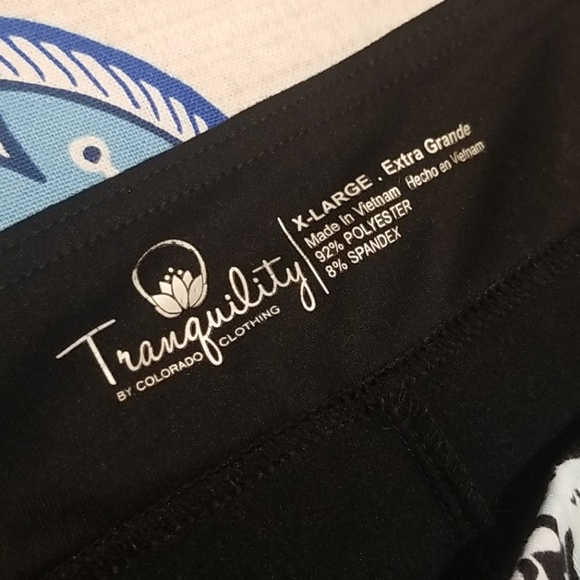 Tranquility
BY COLORADO CLOTHING
X-LARGE . Extra Grande
Made In Vietnam Hecho en Vietnam
92% POLYESTER
8% SPANDEX